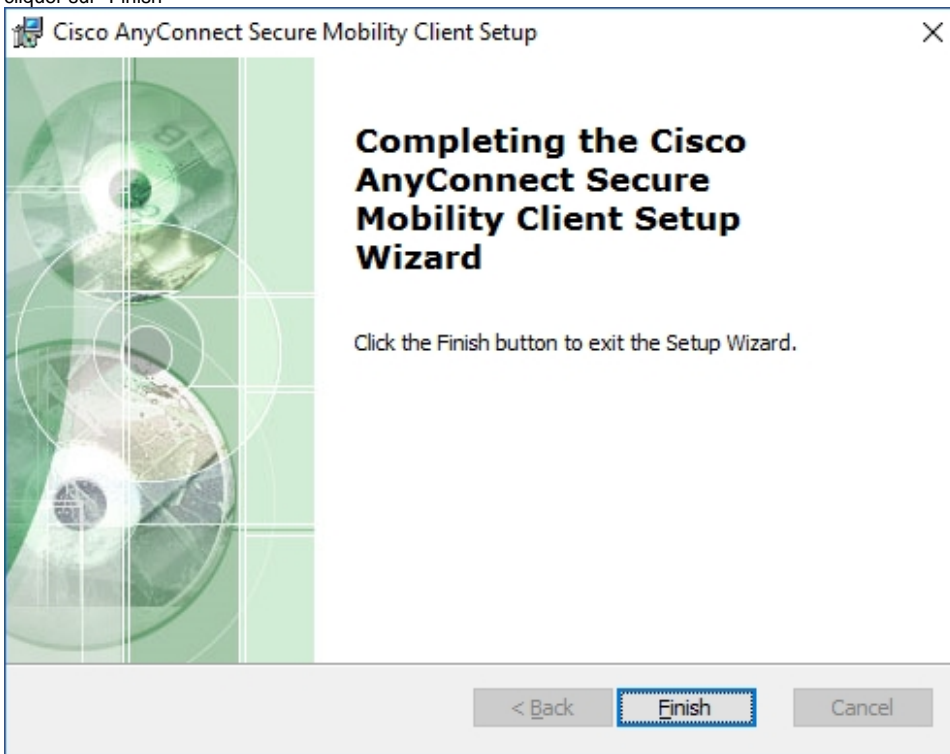 cliquer sur "Finish"
Cisco AnyConnect Secure Mobility Client Setup
Completing the Cisco
AnyConnect Secure
Mobility Client Setup
Wizard
Click the Finish button to exit the Setup Wizard.
< Back Finish Cancel